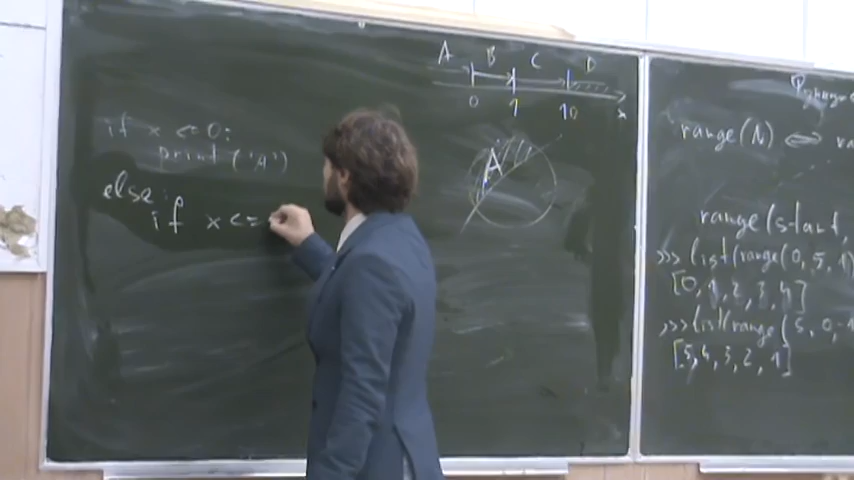 if x <= 0:
print('A')
else:
if x <=
A B C D
0 1 10
x
A
range(N) <=>
range(start,
>>> list(range(0, 5, 1)
[0, 1, 2, 3, 4]
>>> list(range(5, 0, -1
[5, 4, 3, 2, 1]